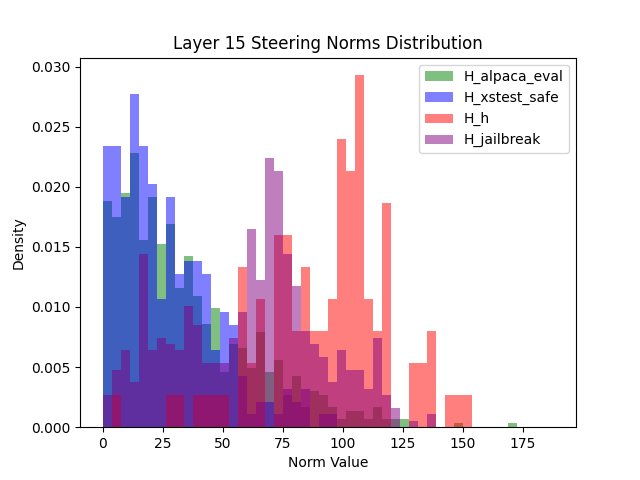 Layer 15 Steering Norms Distribution
H_alpaca_eval
H_xstest_safe
H_h
H_jailbreak
Density
0.030
0.025
0.020
0.015
0.010
0.005
0.000
0 25 50 75 100 125 150 175
Norm Value